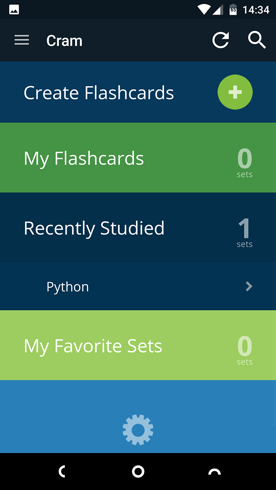 14:34
Cram
Create Flashcards
My Flashcards
0
sets
Recently Studied
1
sets
Python
My Favorite Sets
0
sets